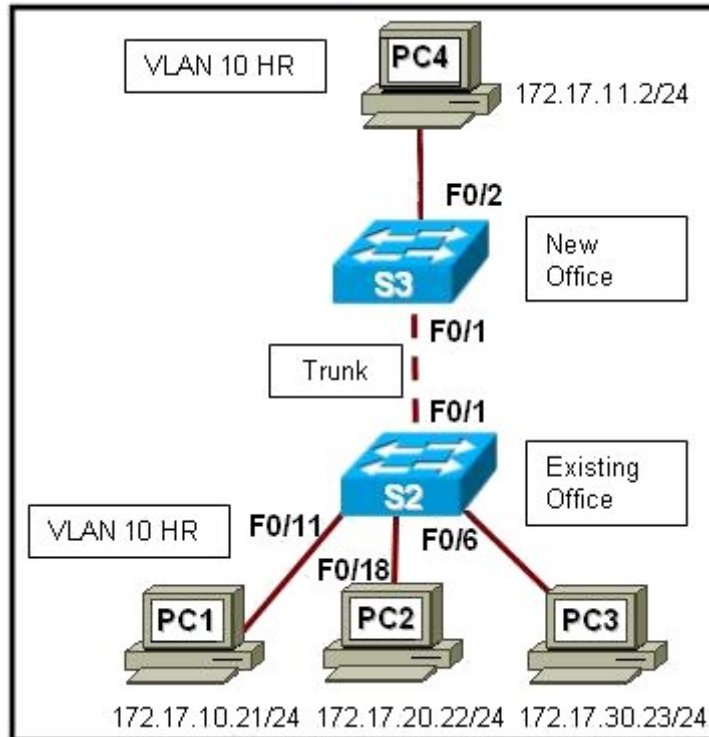 VLAN 10 HR
PC4
172.17.11.2/24
F0/2
S3
New
Office
F0/1
Trunk
F0/1
S2
Existing
Office
VLAN 10 HR
F0/11
F0/18
F0/6
PC1
PC2
PC3
172.17.10.21/24
172.17.20.22/24
172.17.30.23/24